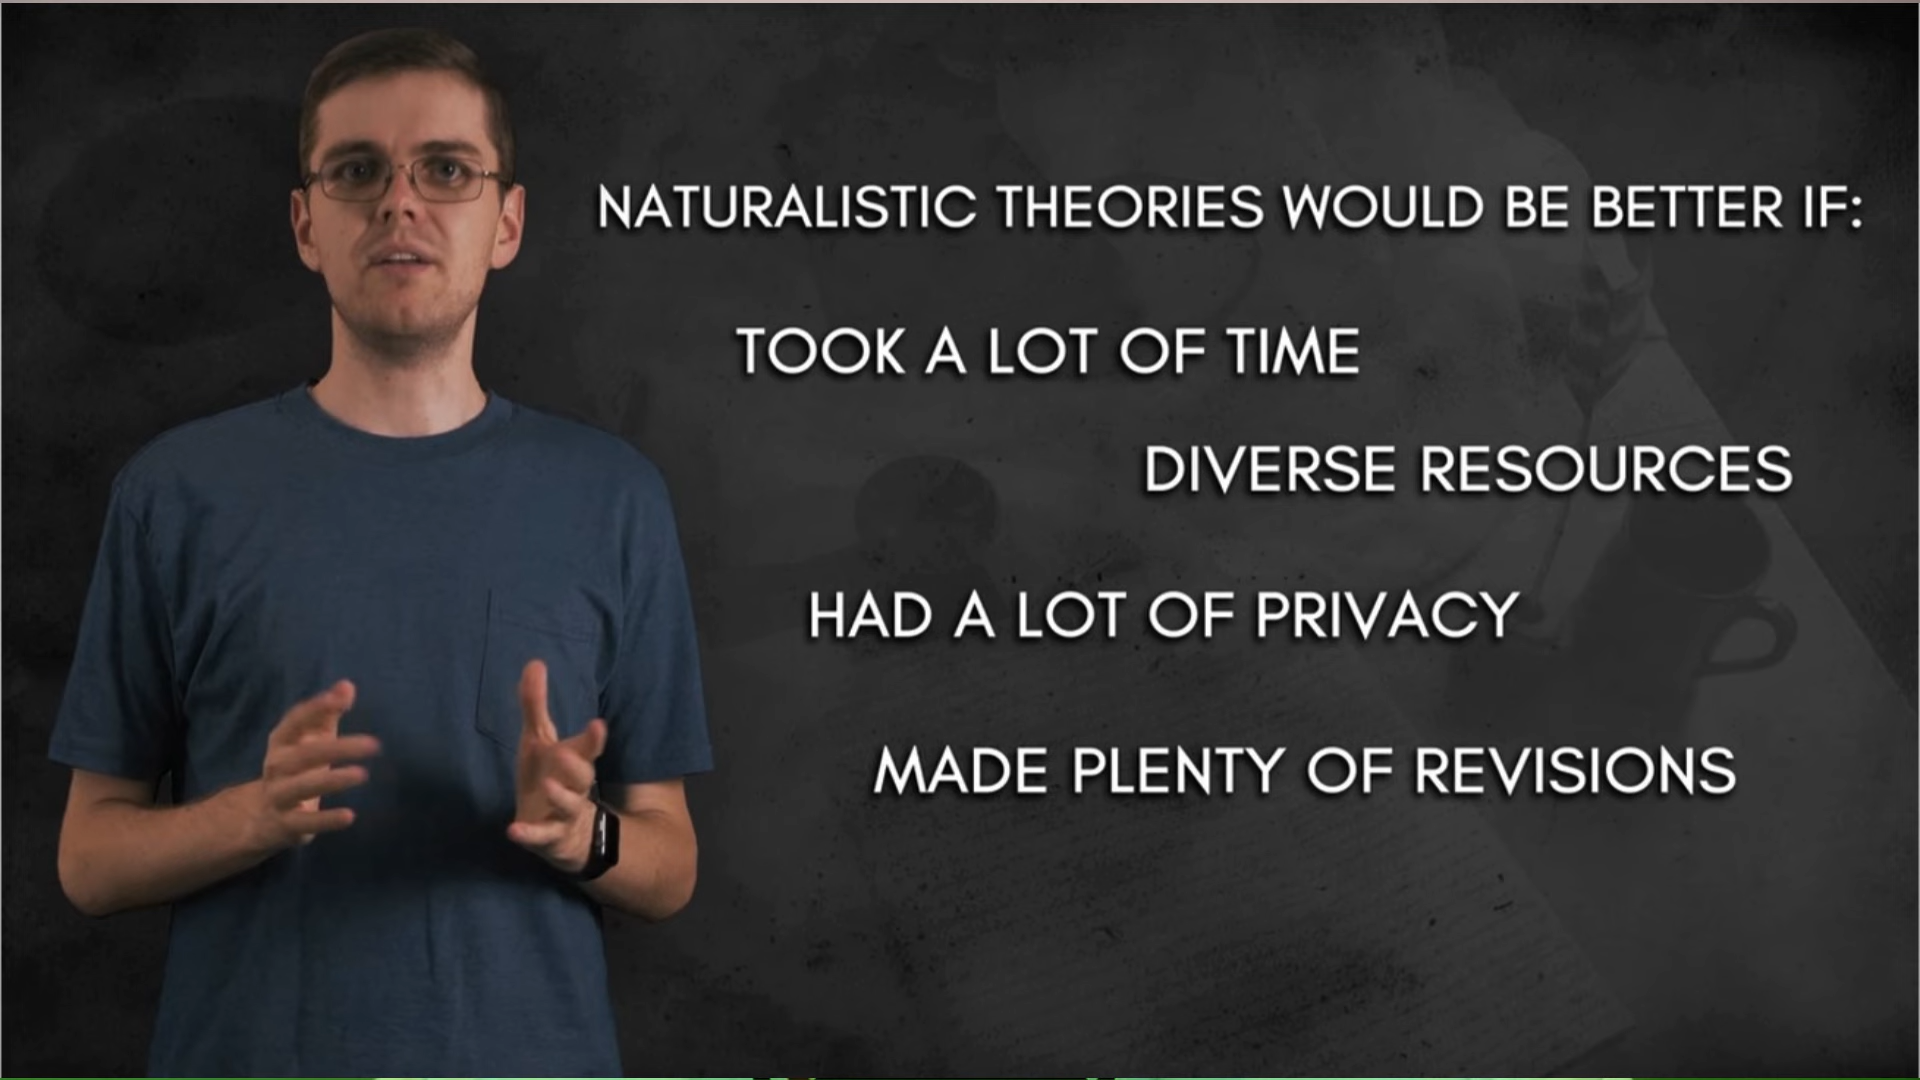 NATURALISTIC THEORIES WOULD BE BETTER IF:
TOOK A LOT OF TIME
DIVERSE RESOURCES
HAD A LOT OF PRIVACY
MADE PLENTY OF REVISIONS